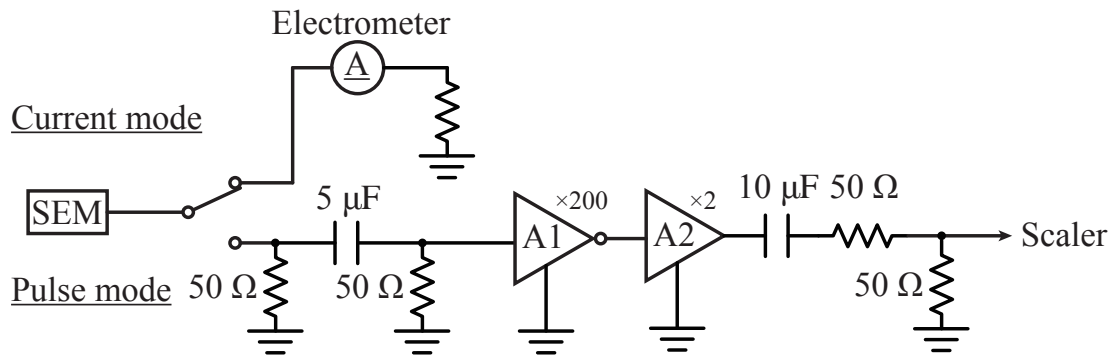 Electrometer
A
Current mode
SEM
5 μF
×200
×2
10 μF 50 Ω
A1
A2
Scaler
Pulse mode
50 Ω
50 Ω
50 Ω